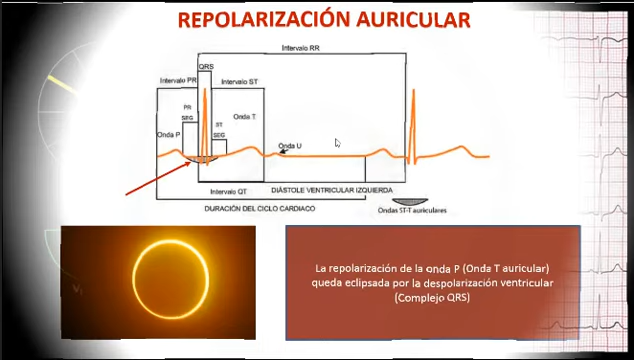 REPOLARIZACIÓN AURICULAR
Intervalo RR
QRS
Intervalo PR
Intervalo ST
PR
SEG
Onda T
ST
SEG
Onda P
Onda U
Intervalo QT
DIÁSTOLE VENTRICULAR IZQUIERDA
DURACIÓN DEL CICLO CARDIACO
Ondas ST-T auriculares
La repolarización de la onda P (Onda T auricular)
queda eclipsada por la despolarización ventricular
(Complejo QRS)